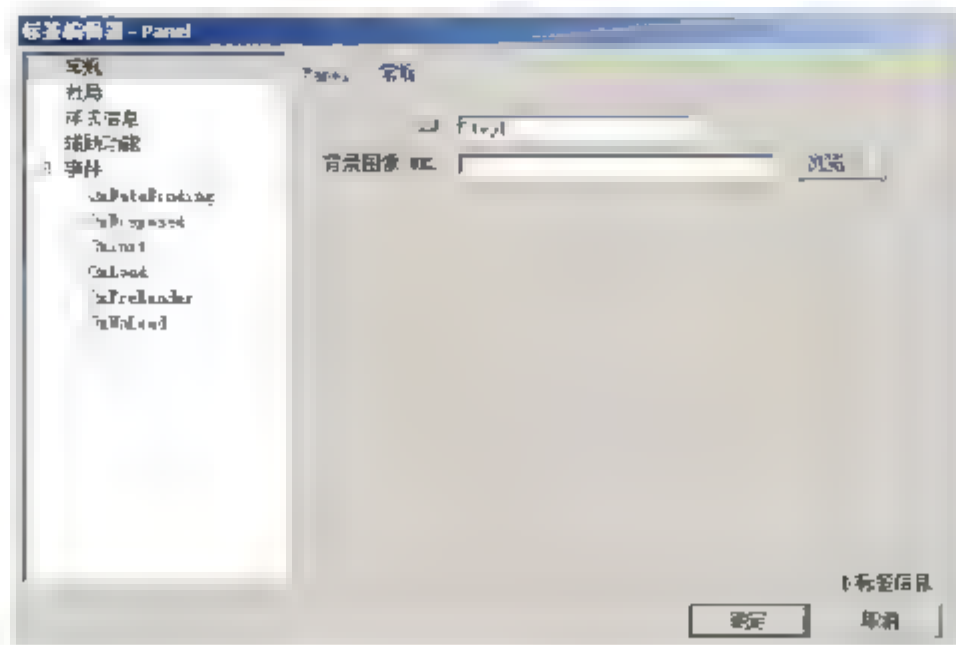 标签编辑器 - Panel
常规
布局
样式信息
辅助功能
事件
OnDataBinding
OnDisposed
OnInit
OnLoad
OnPreRender
OnUnLoad
Panel - 常规
ID
背景图像 URL
浏览
标签信息
确定
取消